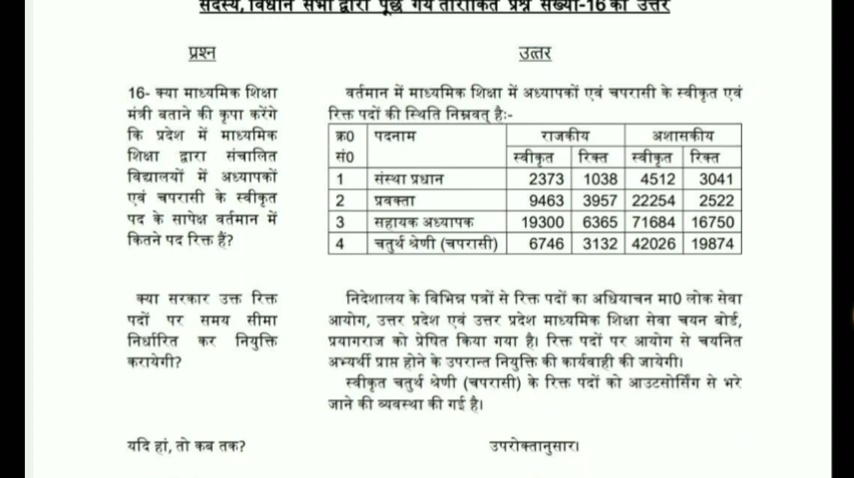 सदस्य, विधान सभा द्वारा पूछे गये तारांकित प्रश्न संख्या-16 का उत्तर
प्रश्न
उत्तर
16- क्या माध्यमिक शिक्षा
मंत्री बताने की कृपा करेंगे
कि प्रदेश में माध्यमिक
शिक्षा द्वारा संचालित
विद्यालयों में अध्यापकों
एवं चपरासी के स्वीकृत
पद के सापेक्ष वर्तमान में
कितने पद रिक्त हैं?
वर्तमान में माध्यमिक शिक्षा में अध्यापकों एवं चपरासी के स्वीकृत एवं
रिक्त पदों की स्थिति निम्नवत् है:-
क्र0 पदनाम राजकीय अशासकीय
सं0 स्वीकृत रिक्त स्वीकृत रिक्त
1 संस्था प्रधान 2373 1038 4512 3041
2 प्रवक्ता 9463 3957 22254 2522
3 सहायक अध्यापक 19300 6365 71684 16750
4 चतुर्थ श्रेणी (चपरासी) 6746 3132 42026 19874
क्या सरकार उक्त रिक्त
पदों पर समय सीमा
निर्धारित कर नियुक्ति
करायेगी?
निदेशालय के विभिन्न पत्रों से रिक्त पदों का अधियाचन मा0 लोक सेवा
आयोग, उत्तर प्रदेश एवं उत्तर प्रदेश माध्यमिक शिक्षा सेवा चयन बोर्ड,
प्रयागराज को प्रेषित किया गया है। रिक्त पदों पर आयोग से चयनित
अभ्यर्थी प्राप्त होने के उपरान्त नियुक्ति की कार्यवाही की जायेगी।
स्वीकृत चतुर्थ श्रेणी (चपरासी) के रिक्त पदों को आउटसोर्सिंग से भरे
जाने की व्यवस्था की गई है।
यदि हां, तो कब तक?
उपरोक्तानुसार।